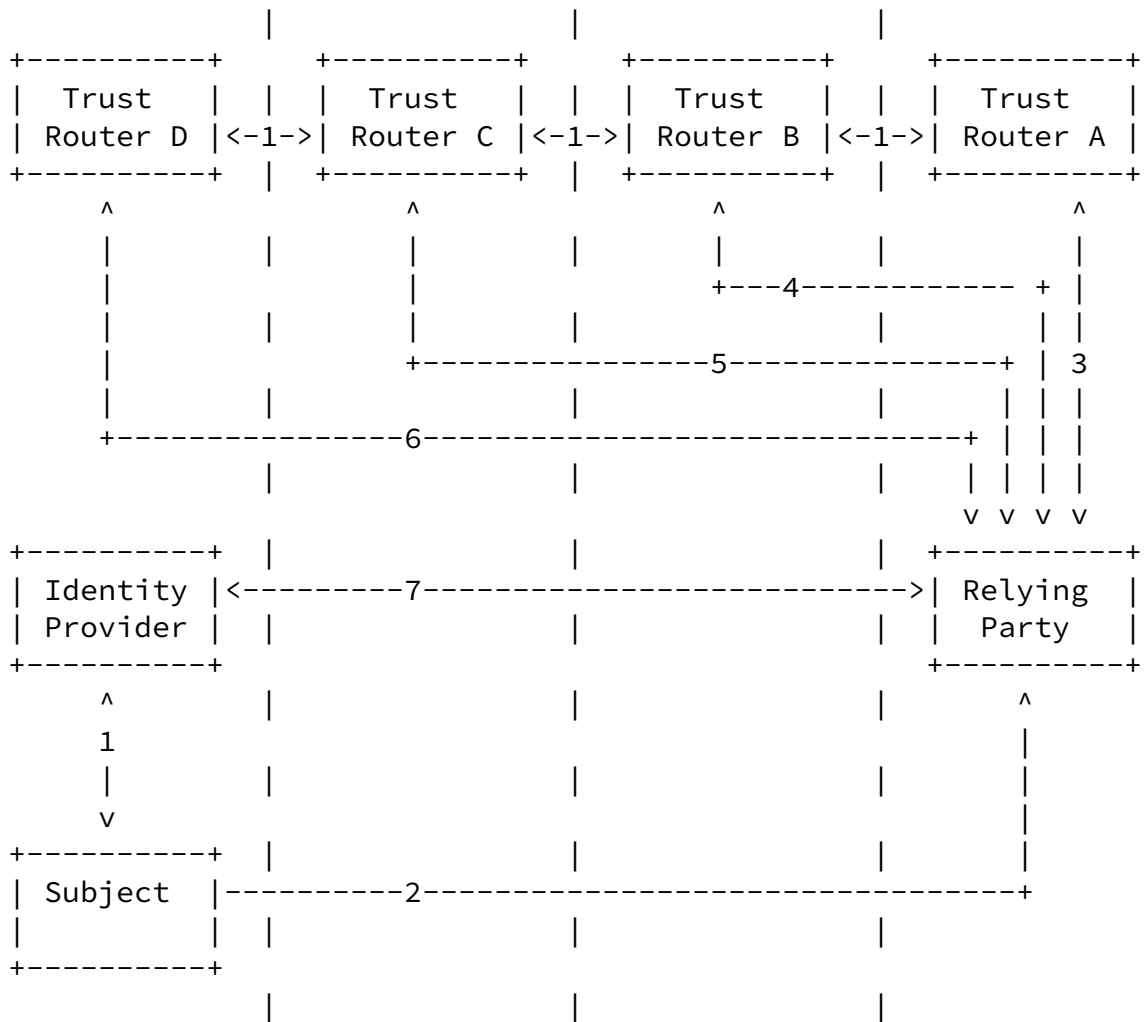 Trust Trust Trust Trust
Router D <-1-> Router C <-1-> Router B <-1-> Router A
4
5 3
6
Identity 7 Relying
Provider Party
1
Subject 2